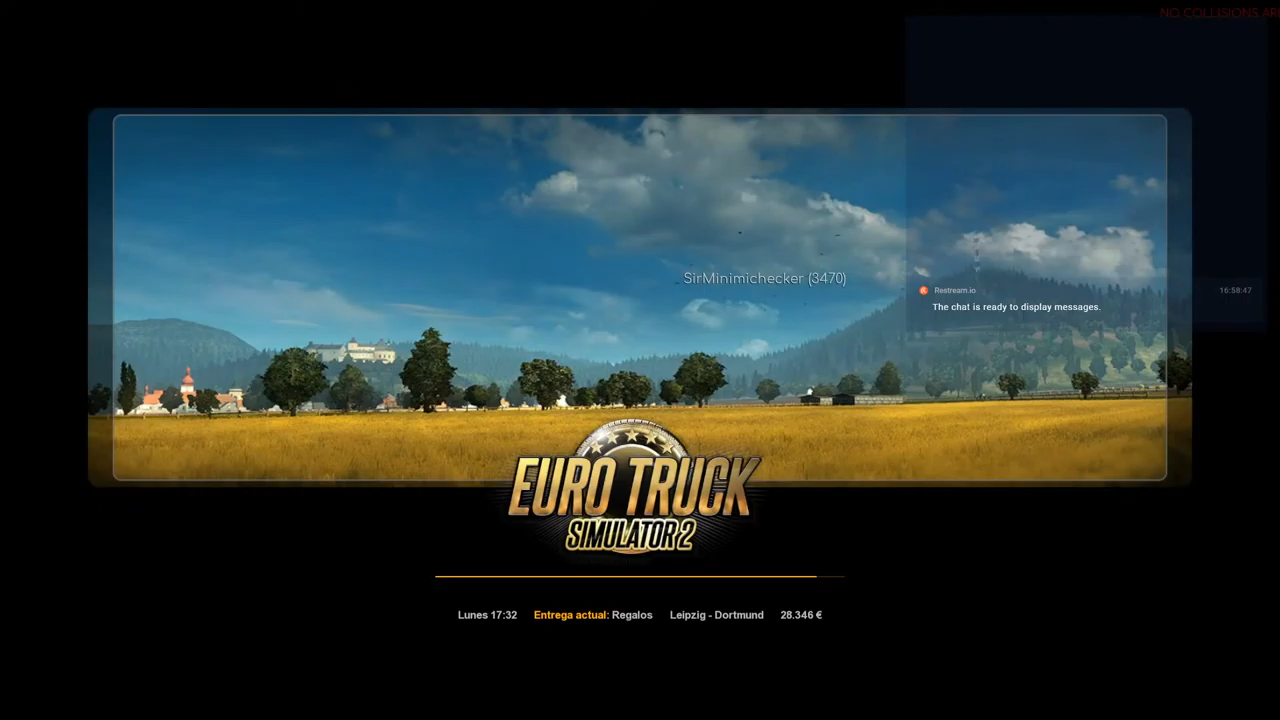 NO COLLISIONS AR
SirMinimichecker (3470)
Restream.io
16:58:47
The chat is ready to display messages.
EURO TRUCK
SIMULATOR 2
Lunes 17:32 Entrega actual: Regalos Leipzig - Dortmund 28.346 €